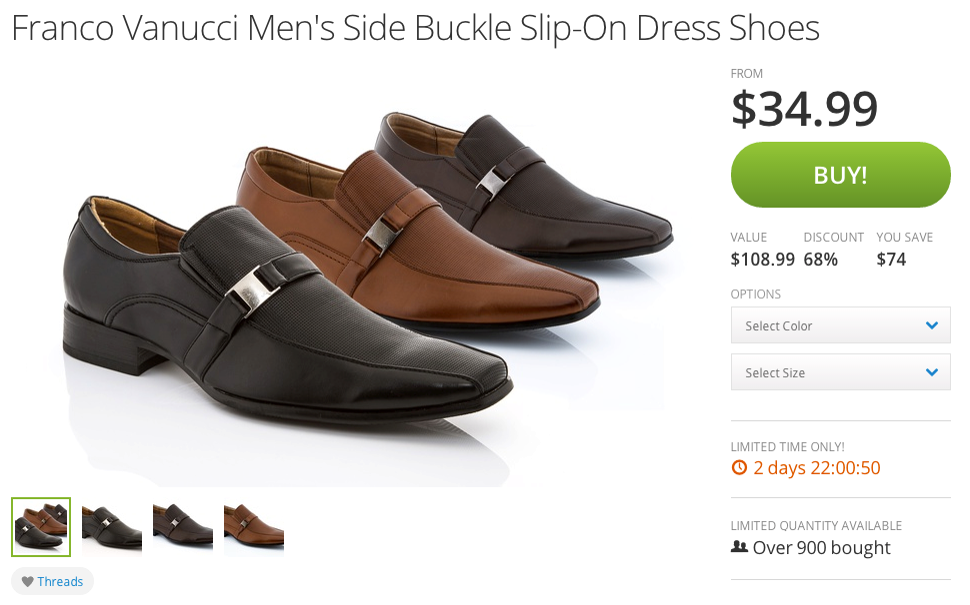 Franco Vanucci Men's Side Buckle Slip-On Dress Shoes
FROM
$34.99
BUY!
VALUE DISCOUNT YOU SAVE
$108.99 68% $74
OPTIONS
Select Color
Select Size
LIMITED TIME ONLY!
2 days 22:00:50
LIMITED QUANTITY AVAILABLE
Over 900 bought
Threads